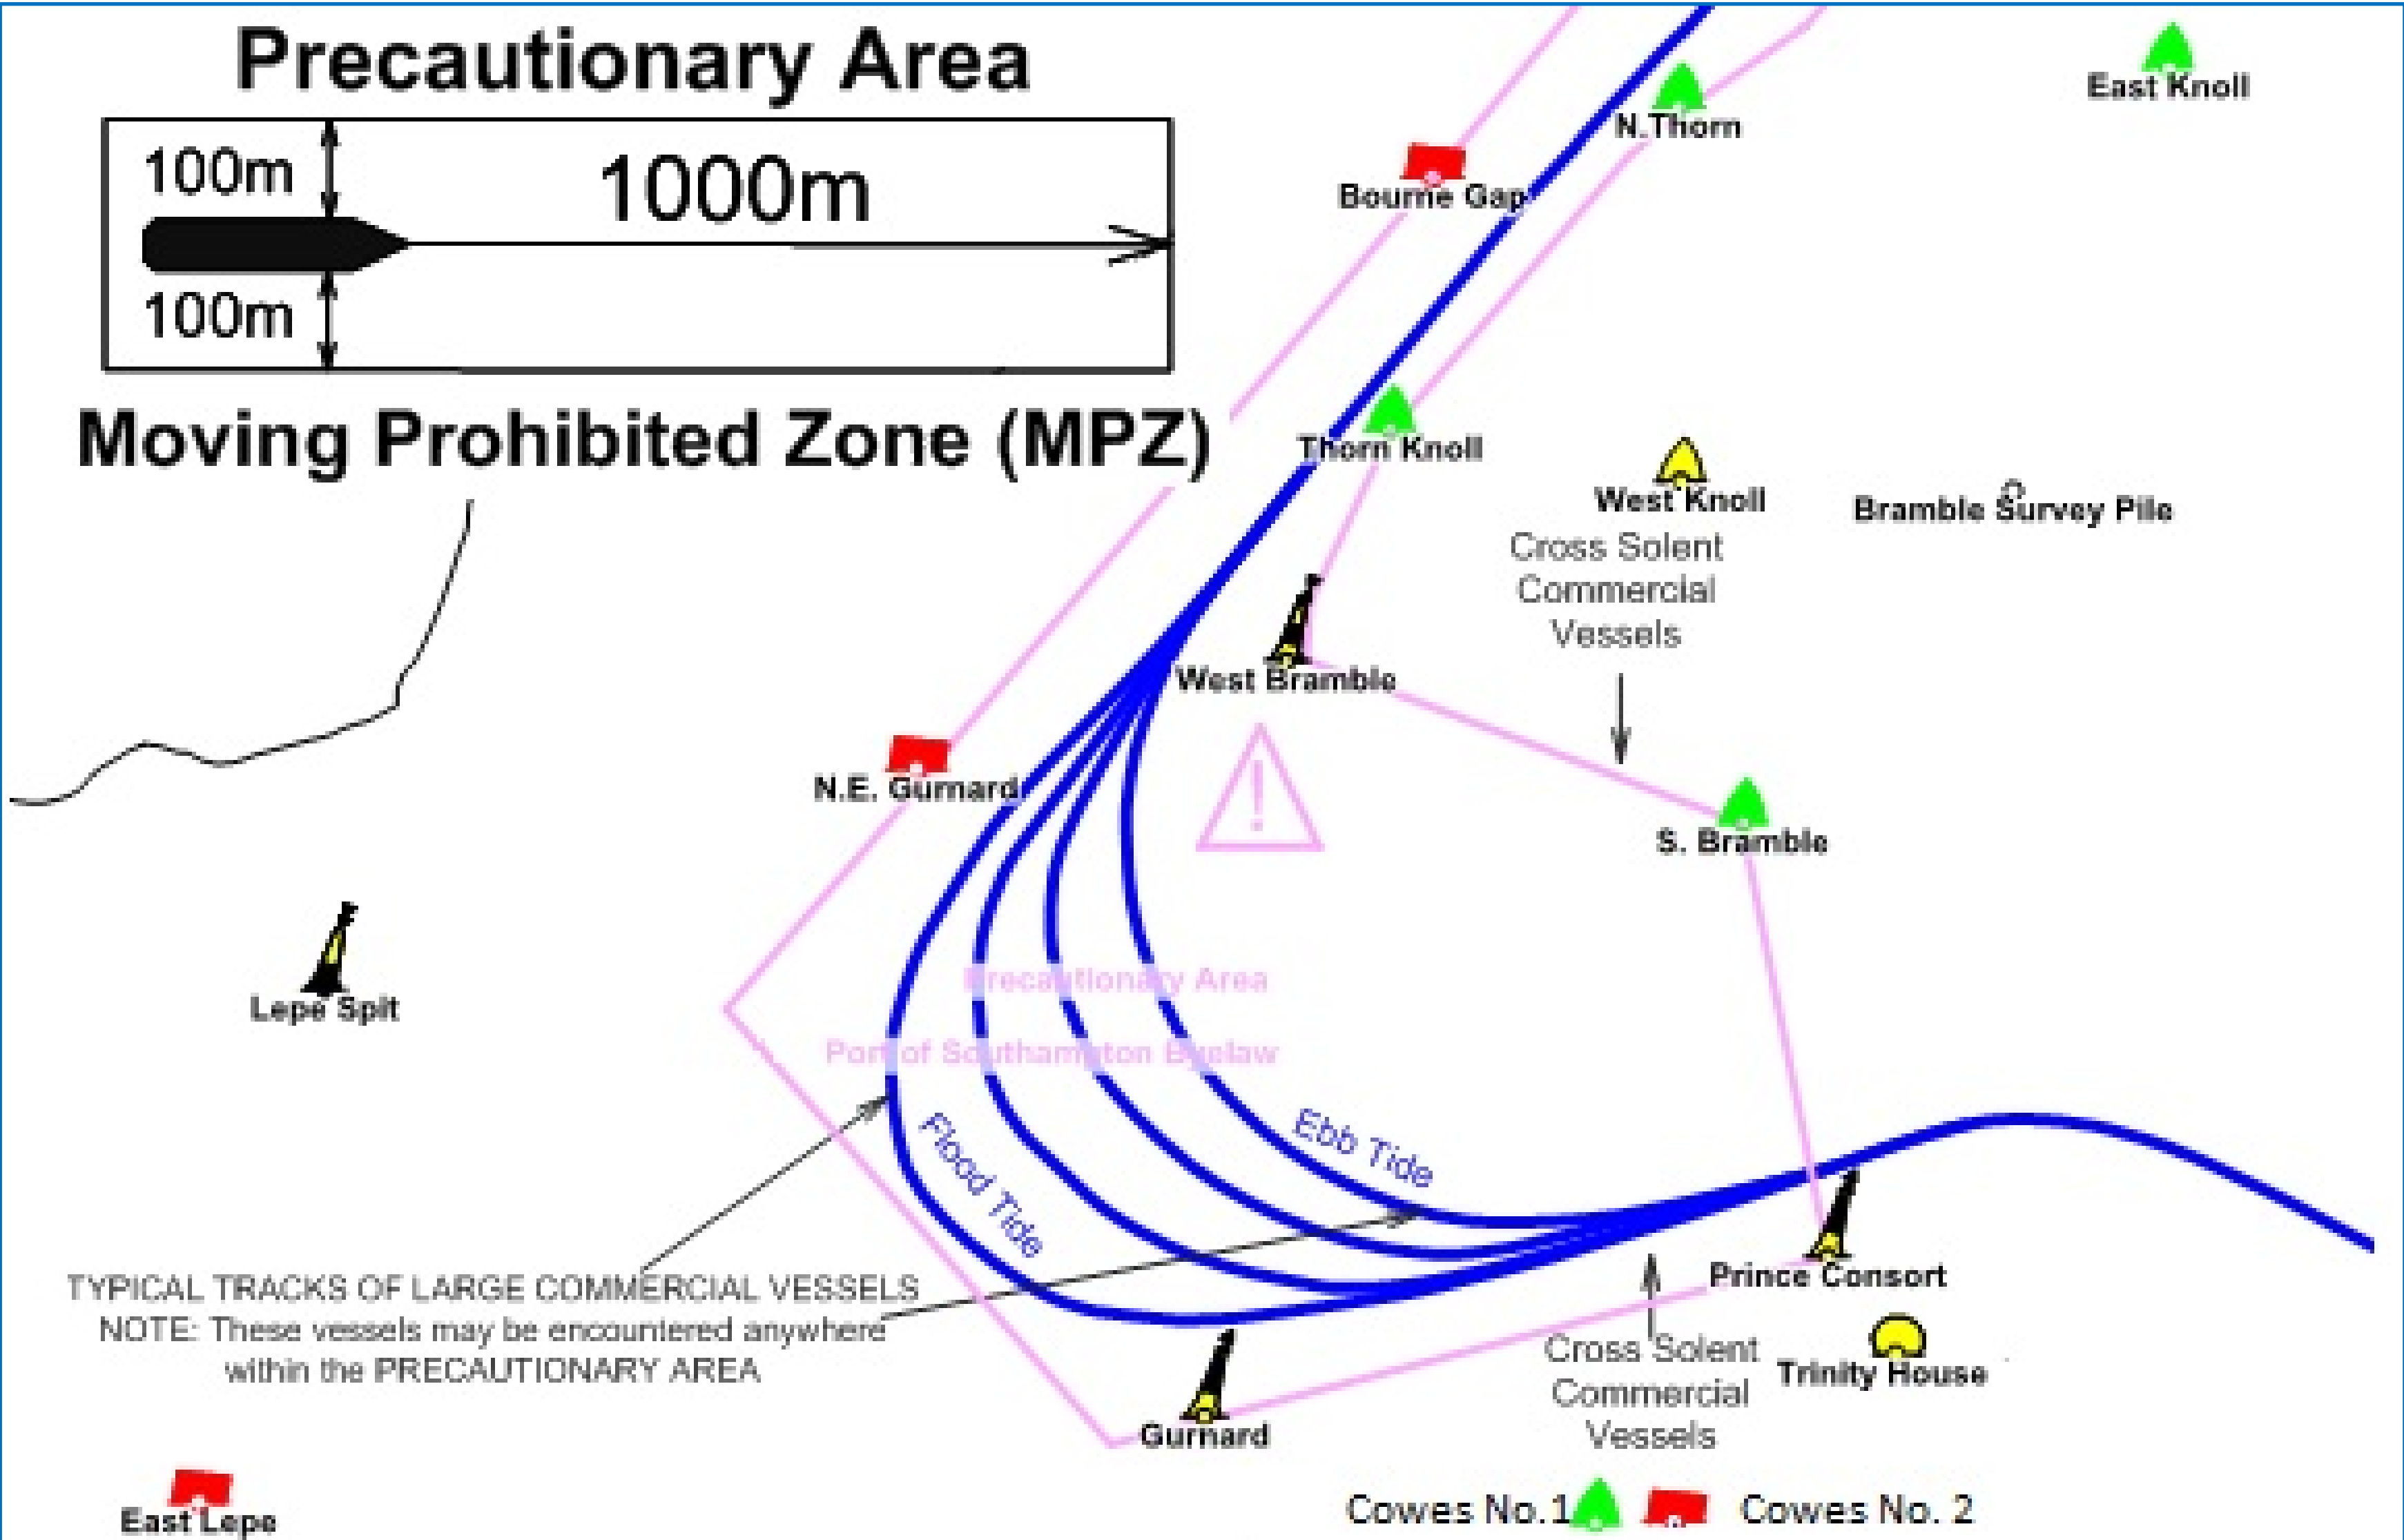 Precautionary Area
100m
1000m
100m
Moving Prohibited Zone (MPZ)
East Knoll
N.Thorn
Bourne Gap
Thorn Knoll
West Knoll
Bramble Survey Pile
Cross Solent
Commercial
Vessels
West Bramble
!
N.E. Gurnard
S. Bramble
Lepe Spit
Precautionary Area
Port of Southampton Byelaw
Flood Tide
Ebb Tide
TYPICAL TRACKS OF LARGE COMMERCIAL VESSELS
NOTE: These vessels may be encountered anywhere
within the PRECAUTIONARY AREA
Prince Consort
Cross Solent
Commercial
Vessels
Trinity House
Gurnard
East Lepe
Cowes No.1
Cowes No. 2